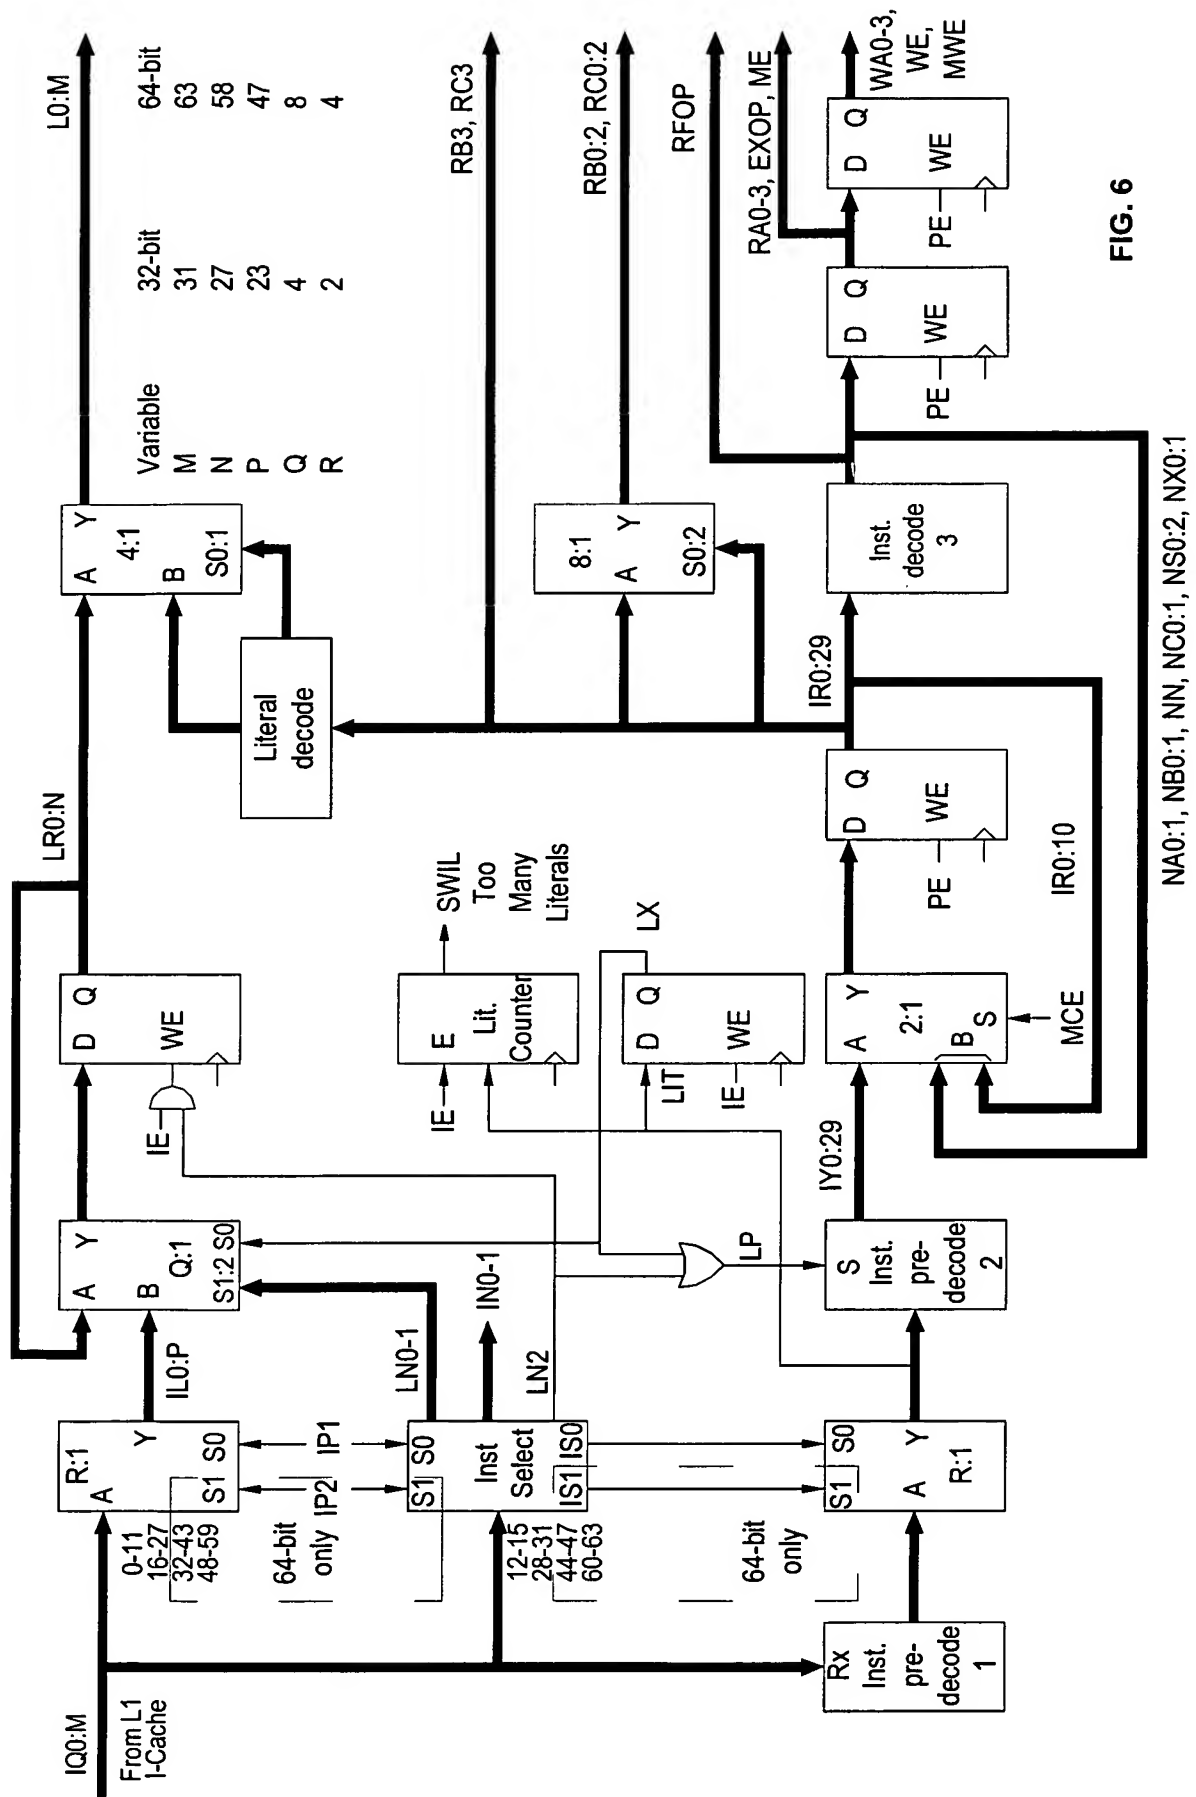 IQ0:M
From L1
I-Cache
R:1
A
Y
S1 S0
0-11
16-27
32-43
48-59
64-bit
only
IP2
IP1
IL0:P
A
Y
B
Q:1
S1:2 S0
IE
D Q
WE
LR0:N
A
Y
4:1
B
S0:1
L0:M
Variable
M
N
P
Q
R
32-bit
31
27
23
4
2
64-bit
63
58
47
8
4
S1 S0
Inst
Select
IS1 IS0
12-15
28-31
44-47
60-63
64-bit
only
LN0-1
IN0-1
LN2
IE
E
Lit.
Counter
SWIL
Too
Many
Literals
Literal
decode
RB3, RC3
8:1
A
Y
S0:2
RB0:2, RC0:2
LIT
D Q
IE
WE
LX
LP
Rx
Inst.
pre-
decode
1
S1 S0
A
Y
R:1
S
Inst.
pre-
decode
2
IY0:29
A
Y
2:1
B
S
MCE
D Q
PE
WE
IR0:10
IR0:29
Inst.
decode
3
RFOP
D Q
PE
WE
RA0-3, EXOP, ME
D Q
PE
WE
WA0-3,
WE,
MWE
NA0:1, NB0:1, NN, NC0:1, NS0:2, NX0:1
FIG. 6